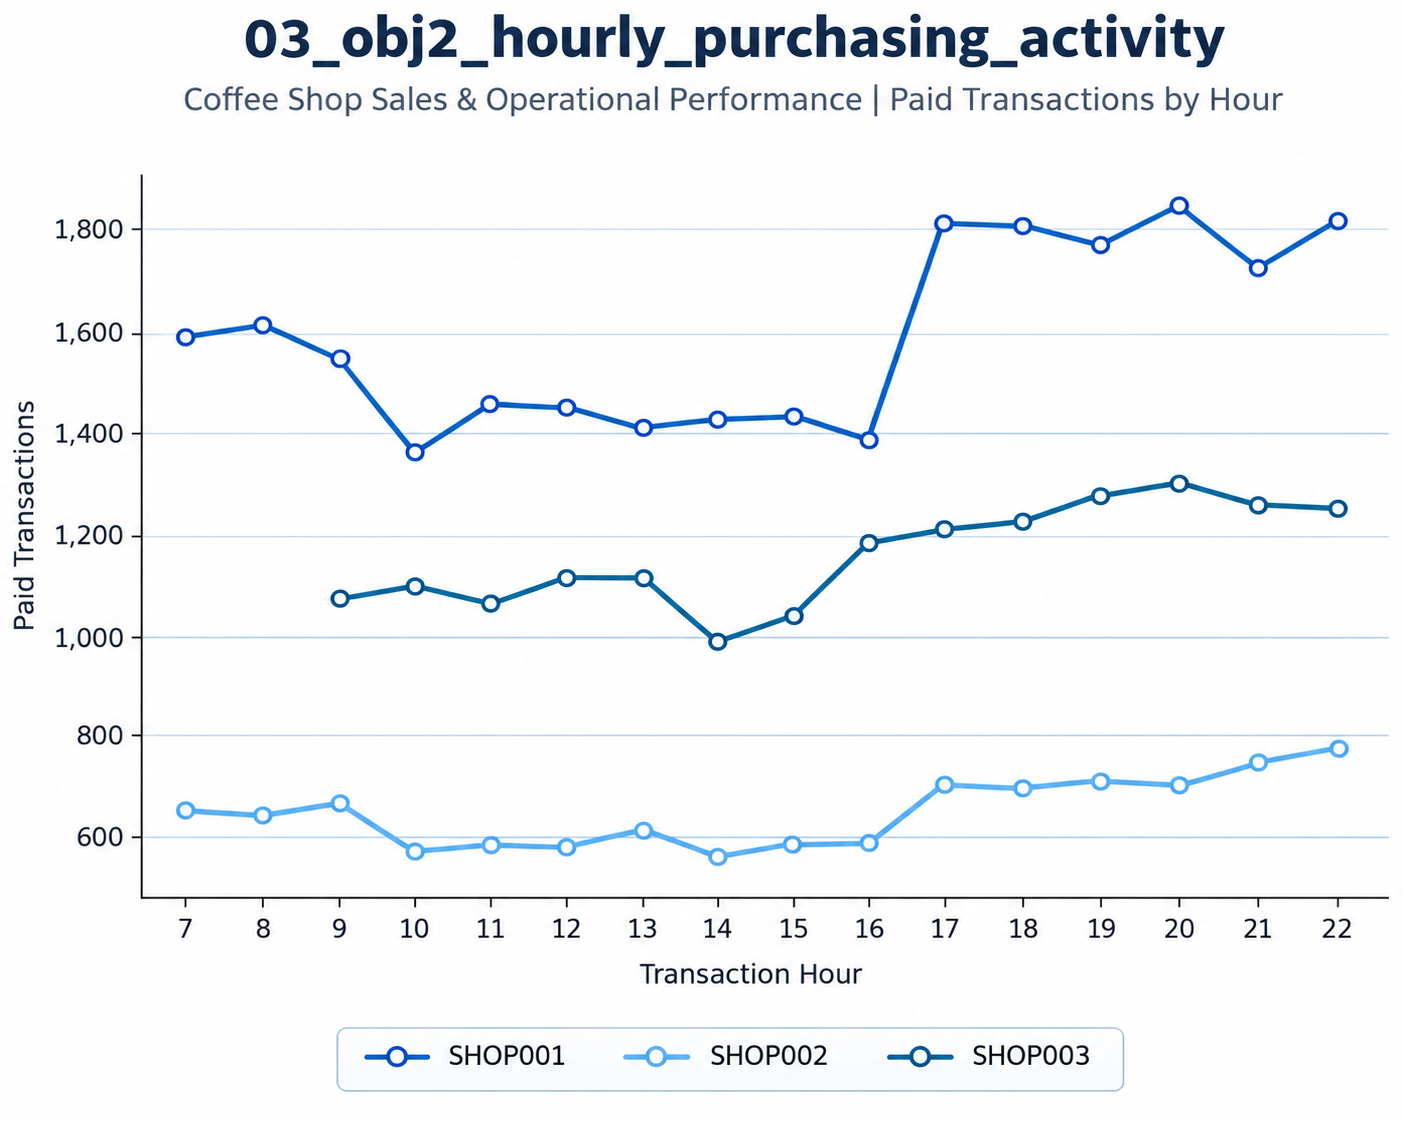 03_obj2_hourly_purchasing_activity
Coffee Shop Sales & Operational Performance | Paid Transactions by Hour
Paid Transactions
1,800
1,600
1,400
1,200
1,000
800
600
7 8 9 10 11 12 13 14 15 16 17 18 19 20 21 22
Transaction Hour
SHOP001 SHOP002 SHOP003